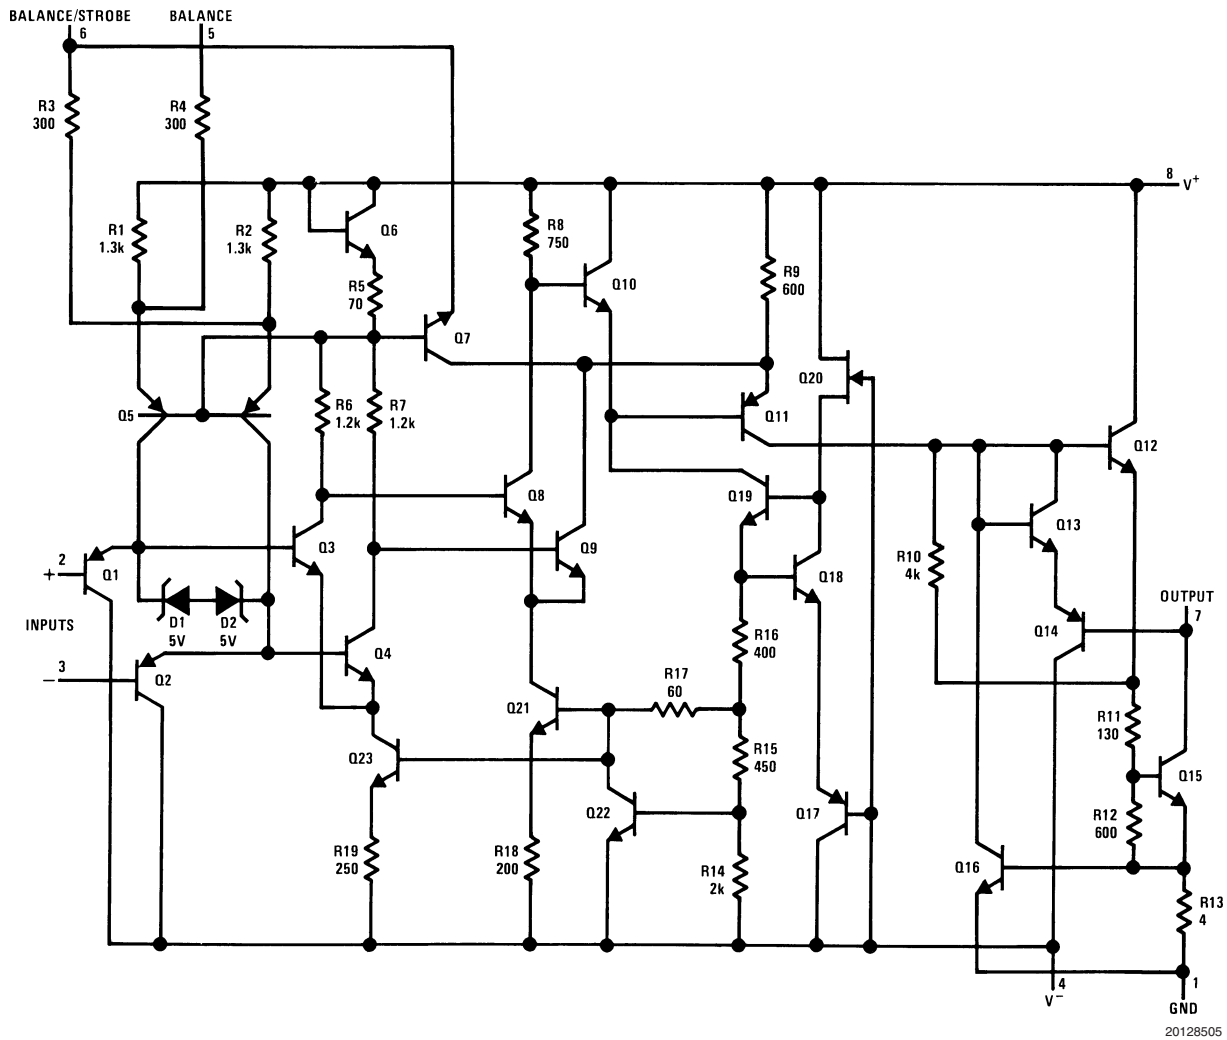 BALANCE/STROBE
6
BALANCE
5
R3
300
R4
300
8
V+
R1
1.3k
R2
1.3k
Q6
R5
70
R8
750
Q10
R9
600
Q7
Q20
Q5
R6
1.2k
R7
1.2k
Q11
Q12
Q8
Q19
Q13
2
+
Q1
Q3
Q9
Q18
R10
4k
D1
5V
D2
5V
INPUTS
OUTPUT
7
3
−
Q2
Q4
R16
400
Q14
R17
60
Q21
R11
130
Q23
R15
450
Q15
Q22
Q17
R12
600
R19
250
R18
200
R14
2k
Q16
R13
4
4
V−
1
GND
20128505